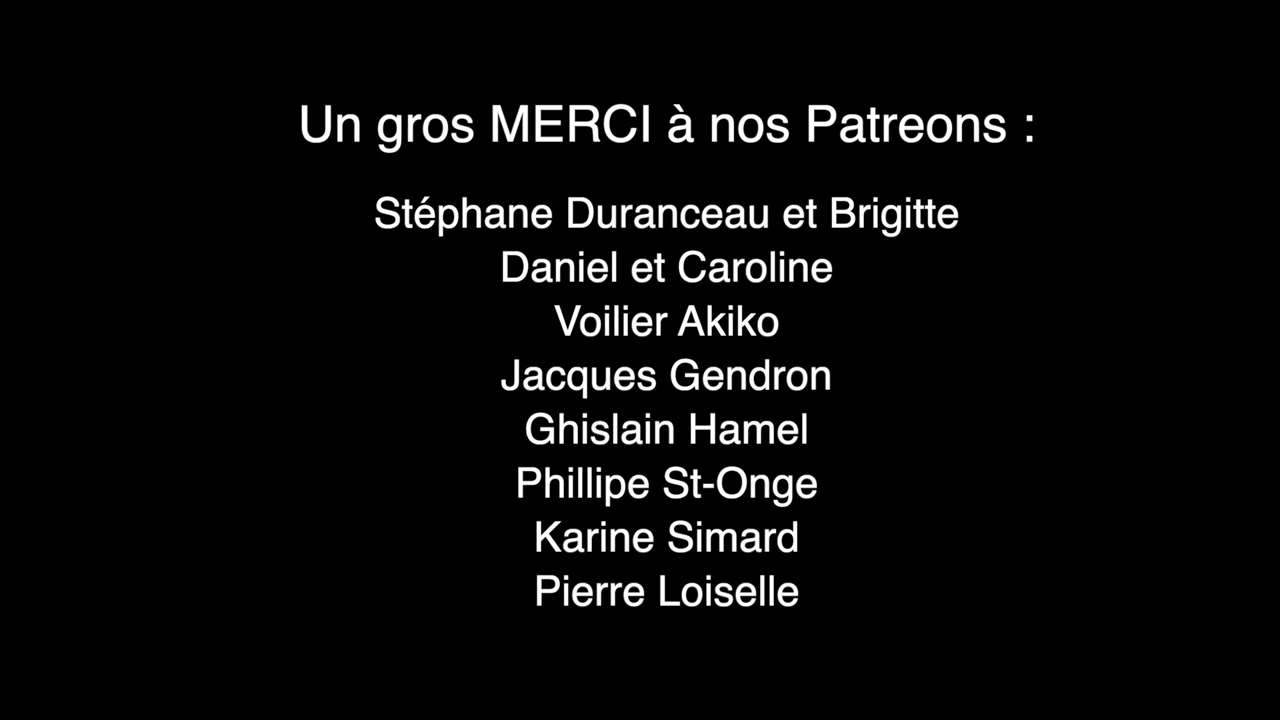 Un gros MERCI à nos Patreons :
Stéphane Duranceau et Brigitte
Daniel et Caroline
Voilier Akiko
Jacques Gendron
Ghislain Hamel
Phillipe St-Onge
Karine Simard
Pierre Loiselle